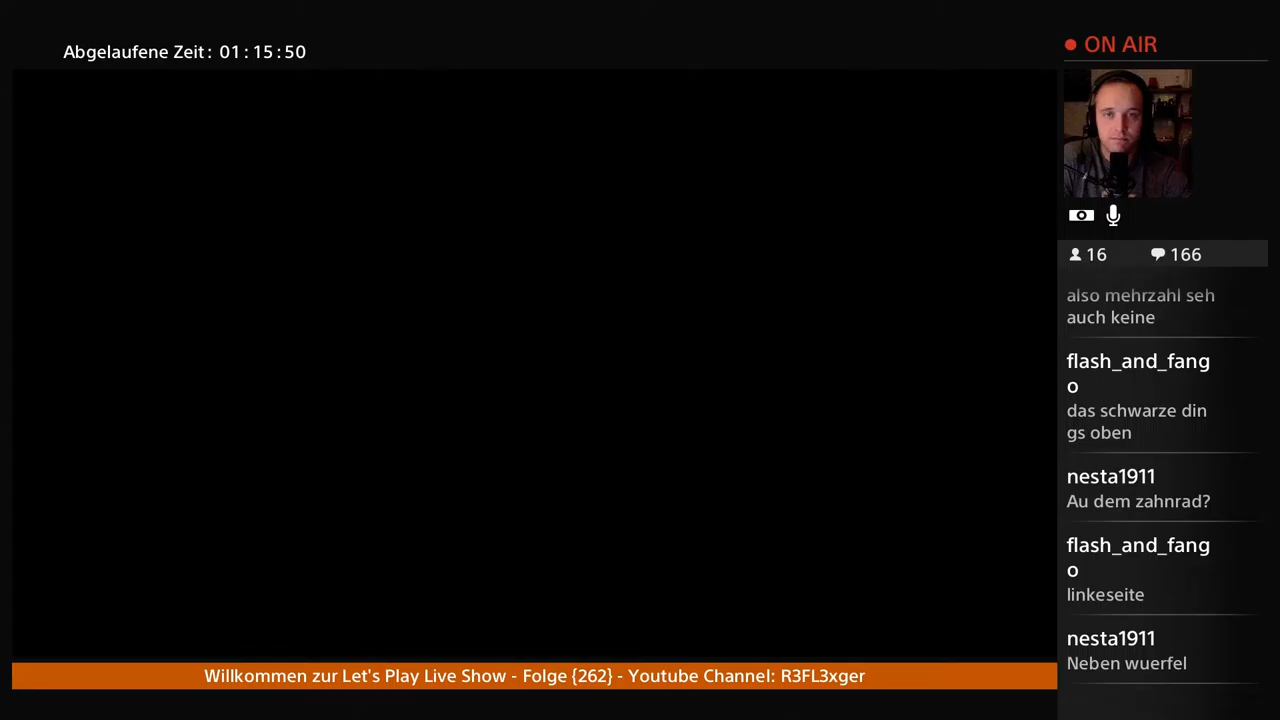 Abgelaufene Zeit: 01:15:50
ON AIR
16 166
also mehrzahl seh
auch keine
flash_and_fang
o
das schwarze din
gs oben
nesta1911
Au dem zahnrad?
flash_and_fang
o
linkeseite
nesta1911
Neben wuerfel
Willkommen zur Let's Play Live Show - Folge {262} - Youtube Channel: R3FL3xger